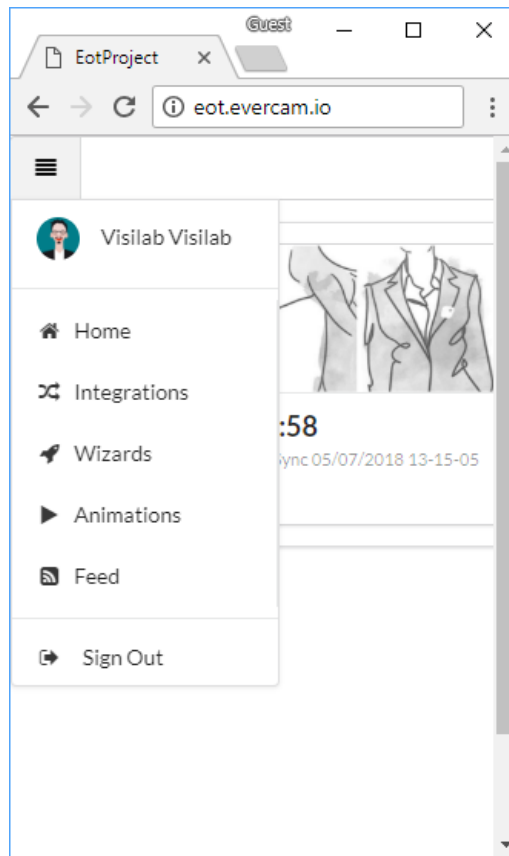 Guest
EotProject
eot.evercam.io
Visilab Visilab
Home
Integrations
:58
Wizards
Sync 05/07/2018 13-15-05
Animations
Feed
Sign Out